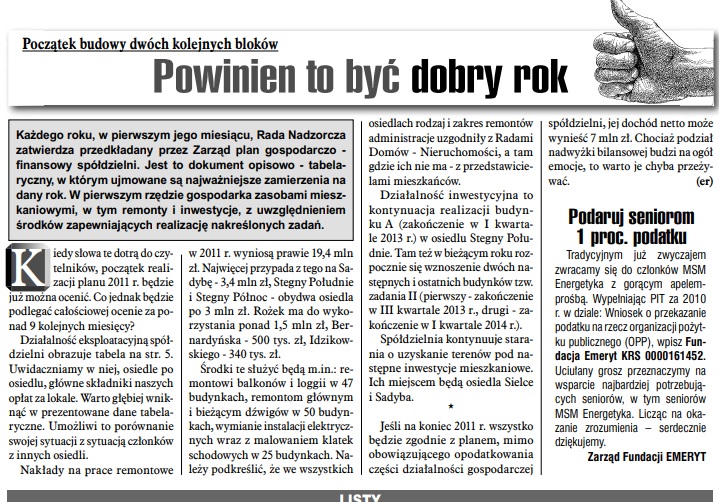 Początek budowy dwóch kolejnych bloków
Powinien to być dobry rok
Każdego roku, w pierwszym jego miesiącu, Rada Nadzorcza
zatwierdza przedkładany przez Zarząd plan gospodarczo -
finansowy spółdzielni. Jest to dokument opisowo - tabela-
ryczny, w którym ujmowane są najważniejsze zamierzenia na
dany rok. W pierwszym rzędzie gospodarka zasobami miesz-
kaniowymi, w tym remonty i inwestycje, z uwzględnieniem
środków zapewniających realizację nakreślonych zadań.
Kiedy słowa te dotrą do czy-
telników, początek reali-
zacji planu 2011 r. będzie
już można ocenić. Co jednak będzie
podlegać całościowej ocenie za po-
nad 9 kolejnych miesięcy?
Działalność eksploatacyjną spół-
dzielni obrazuje tabela na str. 5.
Uwidaczniamy w niej, osiedle po
osiedlu, główne składniki naszych
opłat za lokale. Warto głębiej wnik-
nąć w prezentowane dane tabela-
ryczne. Umożliwi to porównanie
swojej sytuacji z sytuacją członków
z innych osiedli.
Nakłady na prace remontowe
w 2011 r. wyniosą prawie 19,4 mln
zł. Najwięcej przypada z tego na Sa-
dybę - 3,4 mln zł, Stegny Południe
i Stegny Północ - obydwa osiedla
po 3 mln zł. Rożek ma do wyko-
rzystania ponad 1,5 mln zł, Ber-
nardyńska - 500 tys. zł, Idzikow-
skiego - 340 tys. zł.
Środki te służyć będą m.in.: re-
montowi balkonów i loggii w 47
budynkach, remontom głównym
i bieżącym dźwigów w 50 budyn-
kach, wymianie instalacji elektrycz-
nych wraz z malowaniem klatek
schodowych w 25 budynkach. Na-
leży podkreślić, że we wszystkich
osiedlach rodzaj i zakres remontów
administracje uzgodniły z Radami
Domów - Nieruchomości, a tam
gdzie ich nie ma - z przedstawicie-
lami mieszkańców.
Działalność inwestycyjna to
kontynuacja realizacji budyn-
ku A (zakończenie w I kwarta-
le 2013 r.) w osiedlu Stegny Połu-
dnie. Tam też w bieżącym roku roz-
pocznie się wznoszenie dwóch na-
stępnych i ostatnich budynków tzw.
zadania II (pierwszy - zakończenie
w III kwartale 2013 r., drugi - za-
kończenie w I kwartale 2014 r.).
Spółdzielnia kontynuuje stara-
nia o uzyskanie terenów pod na-
stępne inwestycje mieszkaniowe.
Ich miejscem będą osiedla Sielce
i Sadyba.
*
Jeśli na koniec 2011 r. wszystko
będzie zgodnie z planem, mimo
obowiązującego opodatkowania
części działalności gospodarczej
spółdzielni, jej dochód netto może
wynieść 7 mln zł. Chociaż podział
nadwyżki bilansowej budzi na ogół
emocje, to warto je chyba przeży-
wać. (er)
Podaruj seniorom
1 proc. podatku
Tradycyjnym już zwyczajem
zwracamy się do członków MSM
Energetyka z gorącym apelem-
prośbą. Wypełniając PIT za 2010
r. w dziale: Wniosek o przekazanie
podatku na rzecz organizacji pożyt-
ku publicznego (OPP), wpisz Fun-
dacja Emeryt KRS 0000161452.
Uciułany grosz przeznaczymy na
wsparcie najbardziej potrzebują-
cych seniorów, w tym seniorów
MSM Energetyka. Licząc na oka-
zanie zrozumienia – serdecznie
dziękujemy.
Zarząd Fundacji EMERYT
LISTY